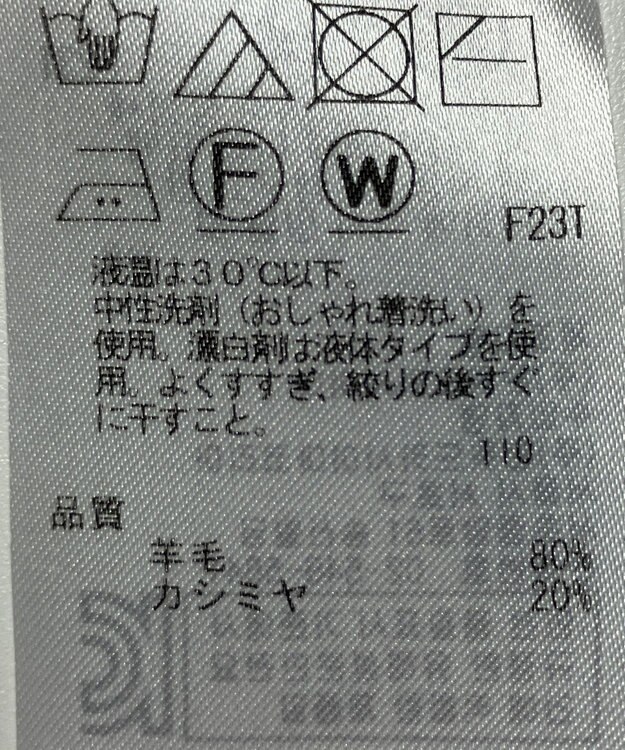 F
W
F23T
液温は30℃以下。
中性洗剤（おしゃれ着洗い）を
使用。漂白剤は液体タイプを使
用。よくすすぎ、絞りの後すぐ
に干すこと。
110
品質
羊毛 80%
カシミヤ 20%